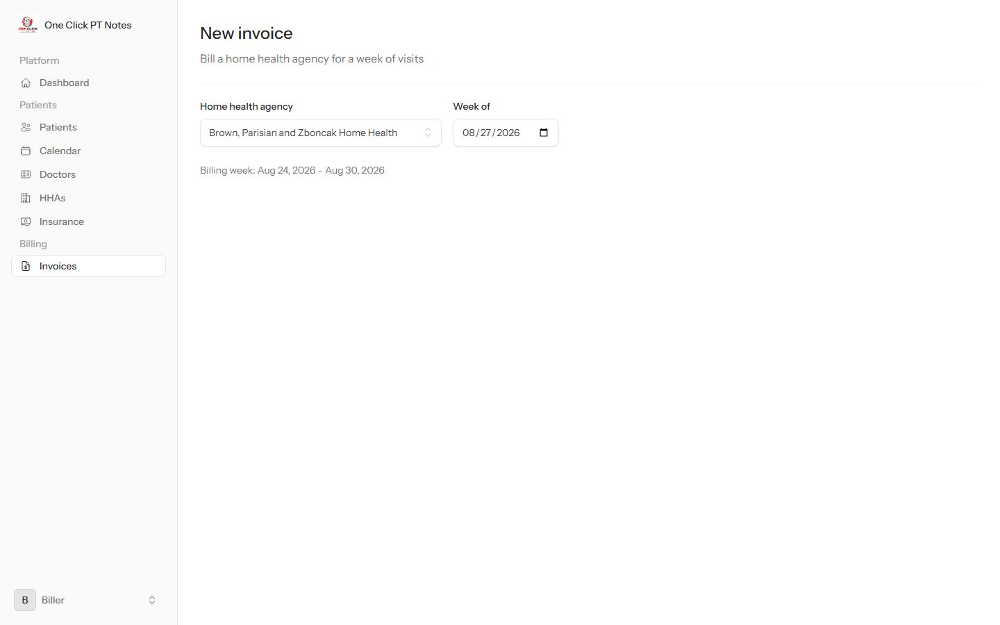 ONE CLICK
One Click PT Notes
Platform
Dashboard
Patients
Patients
Calendar
Doctors
HHAs
Insurance
Billing
Invoices
B
Biller
New invoice
Bill a home health agency for a week of visits
Home health agency
Week of
Brown, Parisian and Zboncak Home Health
08/27/2026
Billing week: Aug 24, 2026 – Aug 30, 2026